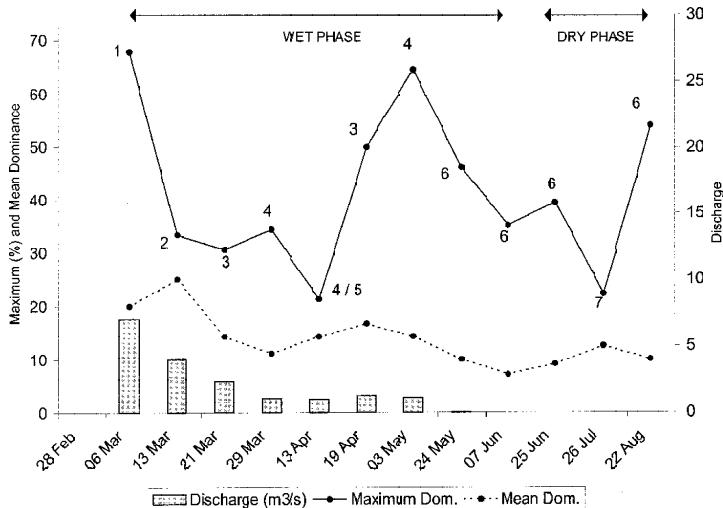 WET PHASE DRY PHASE
Maximum (%) and Mean Dominance
70
60
50
40
30
20
10
0
30
25
20
15
10
5
0
Discharge
1
2
3
4
4 / 5
3
4
6
6
6
7
6
28 Feb
06 Mar
13 Mar
21 Mar
29 Mar
13 Apr
19 Apr
03 May
24 May
07 Jun
25 Jun
26 Jul
22 Aug
Discharge (m3/s) Maximum Dom. Mean Dom.